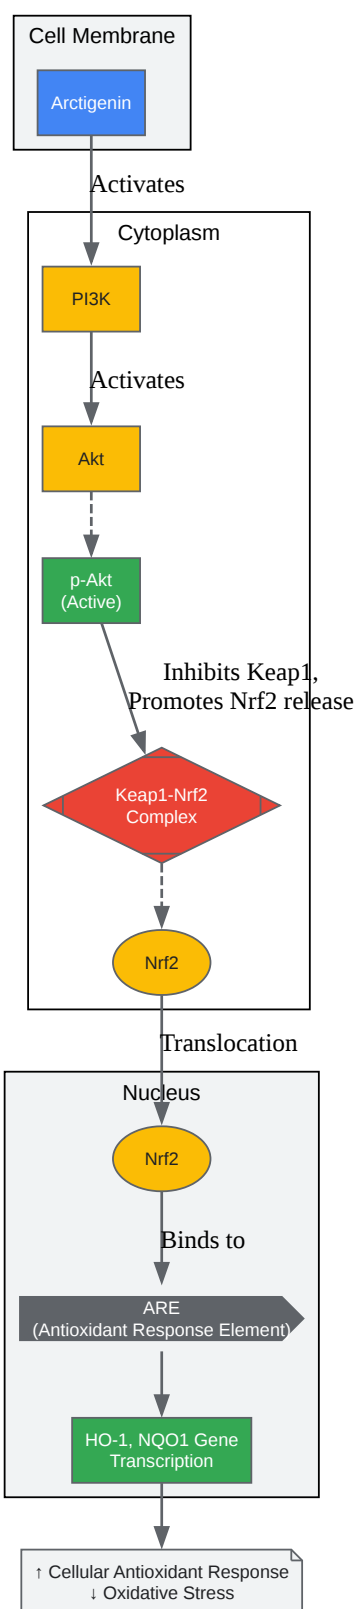 Cell Membrane
Arctigenin
Activates
Cytoplasm
PI3K
Activates
Akt
p-Akt
(Active)
Inhibits Keap1,
Promotes Nrf2 release
Keap1-Nrf2
Complex
Nrf2
Translocation
Nucleus
Nrf2
Binds to
ARE
(Antioxidant Response Element)
HO-1, NQO1 Gene
Transcription
↑ Cellular Antioxidant Response
↓ Oxidative Stress